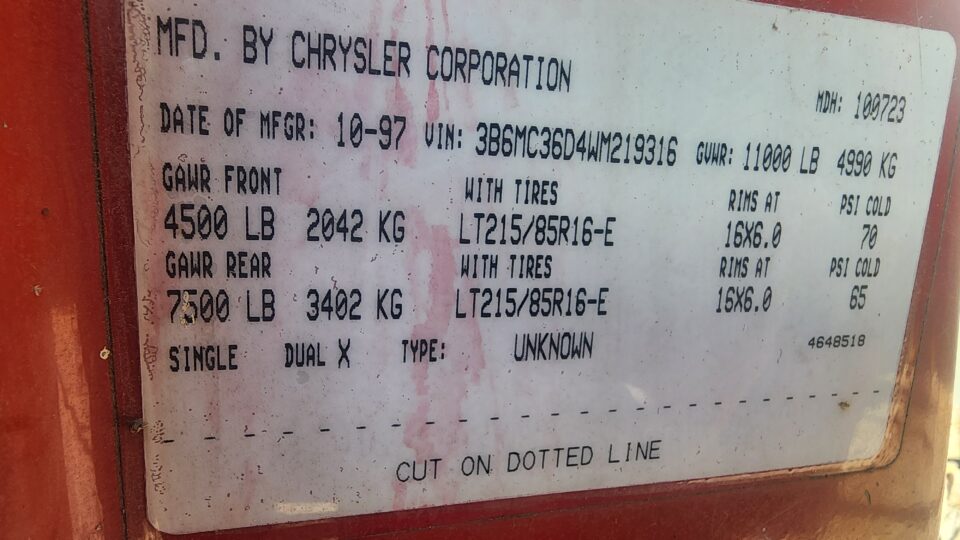 MFD. BY CHRYSLER CORPORATION
MDH: 100723
DATE OF MFGR: 10-97 VIN: 3B6MC36D4WM219316 GVWR: 11000 LB 4990 KG
GAWR FRONT WITH TIRES RIMS AT PSI COLD
4500 LB 2042 KG LT215/85R16-E 16X6.0 70
GAWR REAR WITH TIRES RIMS AT PSI COLD
7500 LB 3402 KG LT215/85R16-E 16X6.0 65
SINGLE DUAL X TYPE: UNKNOWN 4648518
CUT ON DOTTED LINE